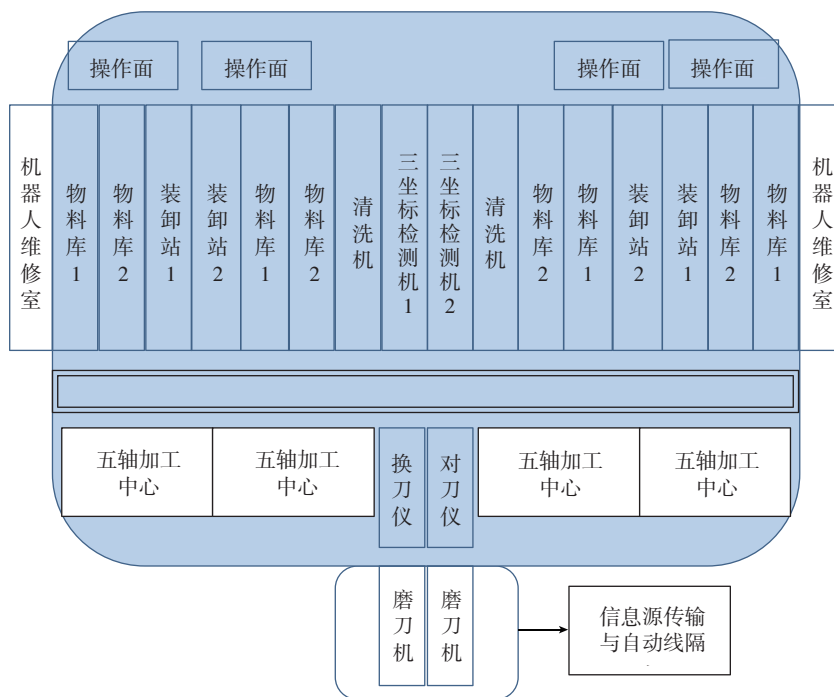 操作面
操作面
操作面
操作面
机器人维修室
物料库1
物料库2
装卸站1
装卸站2
物料库1
物料库2
清洗机
三坐标检测机1
三坐标检测机2
清洗机
物料库2
物料库1
装卸站2
装卸站1
物料库2
物料库1
机器人维修室
五轴加工
中心
五轴加工
中心
换刀仪
对刀仪
五轴加工
中心
五轴加工
中心
磨刀机
磨刀机
信息源传输
与自动线隔